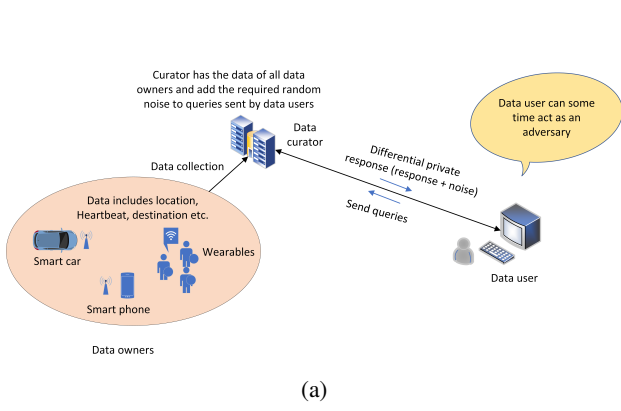 Curator has the data of all data
owners and add the required random
noise to queries sent by data users
Data
curator
Data user can some
time act as an
adversary
Differential private
response (response + noise)
Send queries
Data collection
Data includes location,
Heartbeat, destination etc.
Smart car
Wearables
Smart phone
Data user
Data owners
(a)